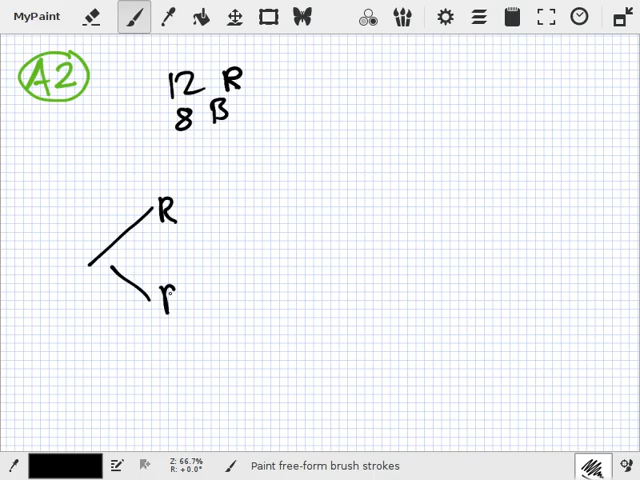 MyPaint
A2
12 R
8 B
R
Z: 66.7%
R: +0.0°
Paint free-form brush strokes